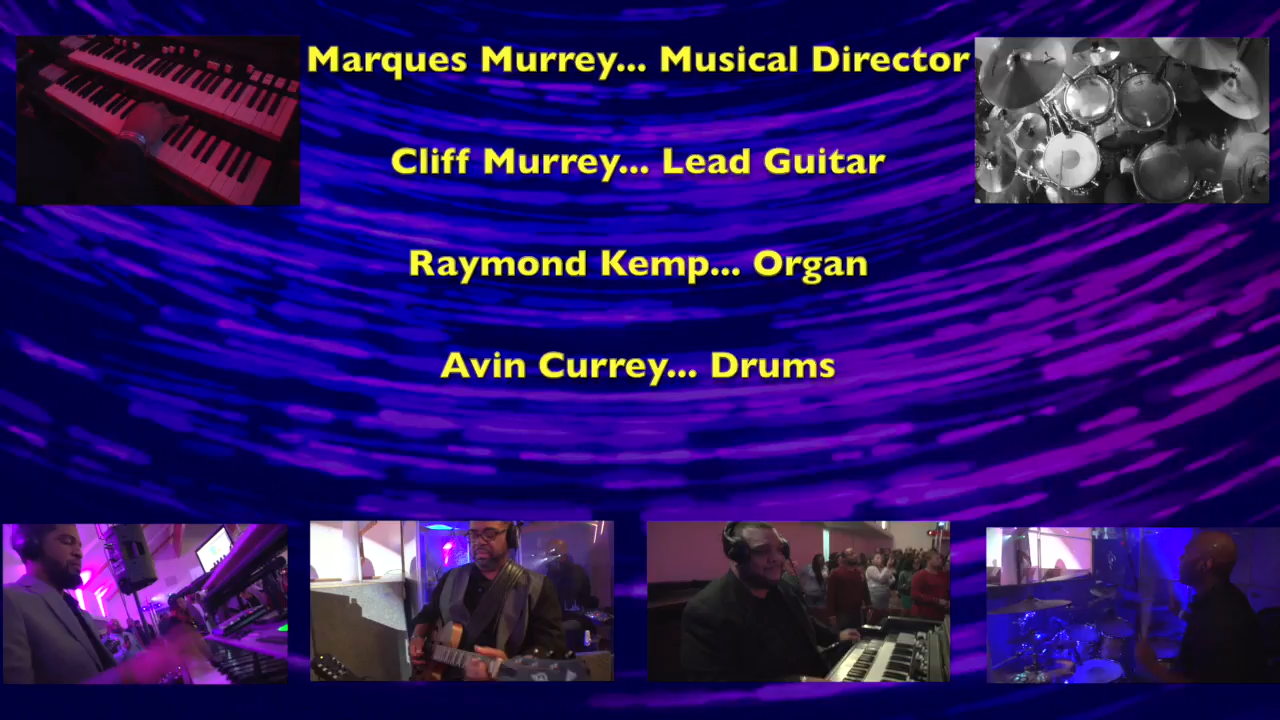 Marques Murrey... Musical Director
Cliff Murrey... Lead Guitar
Raymond Kemp... Organ
Avin Currey... Drums